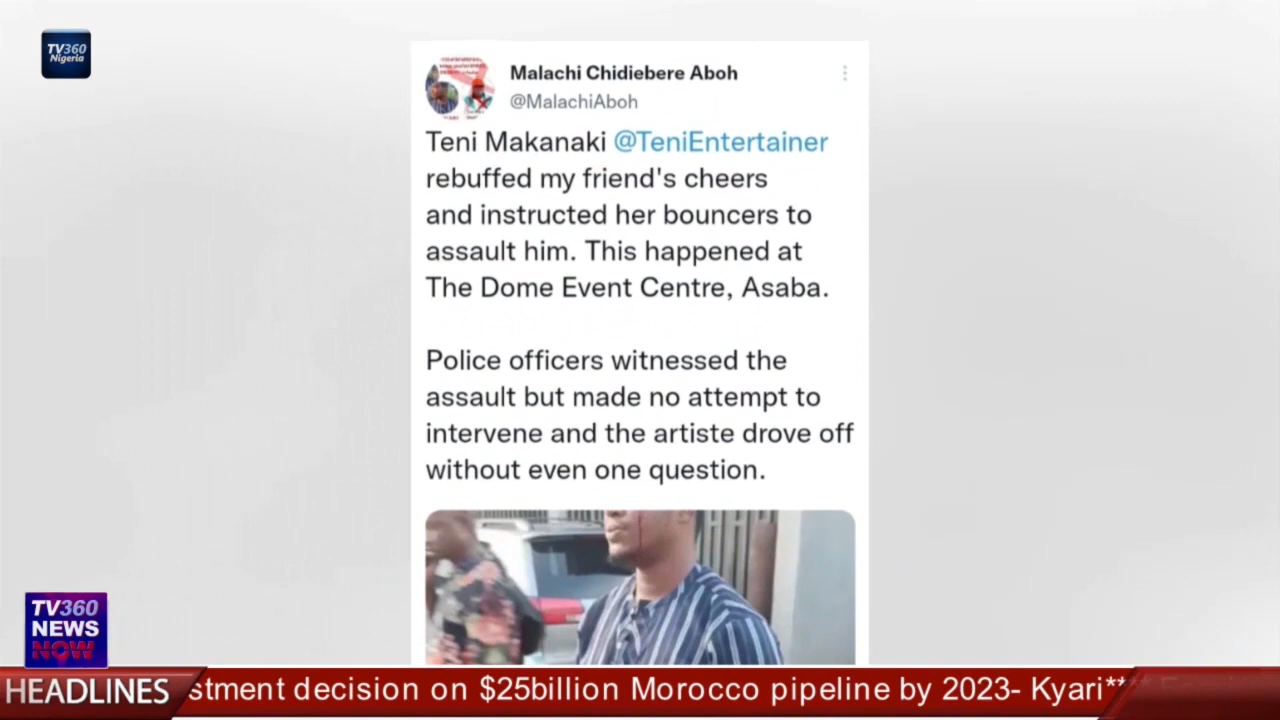 TV360
Nigeria
Malachi Chidiebere Aboh
@MalachiAboh
Teni Makanaki @TeniEntertainer
rebuffed my friend's cheers
and instructed her bouncers to
assault him. This happened at
The Dome Event Centre, Asaba.
Police officers witnessed the
assault but made no attempt to
intervene and the artiste drove off
without even one question.
TV360
NEWS
NOW
HEADLINES
stment decision on $25billion Morocco pipeline by 2023- Kyari**